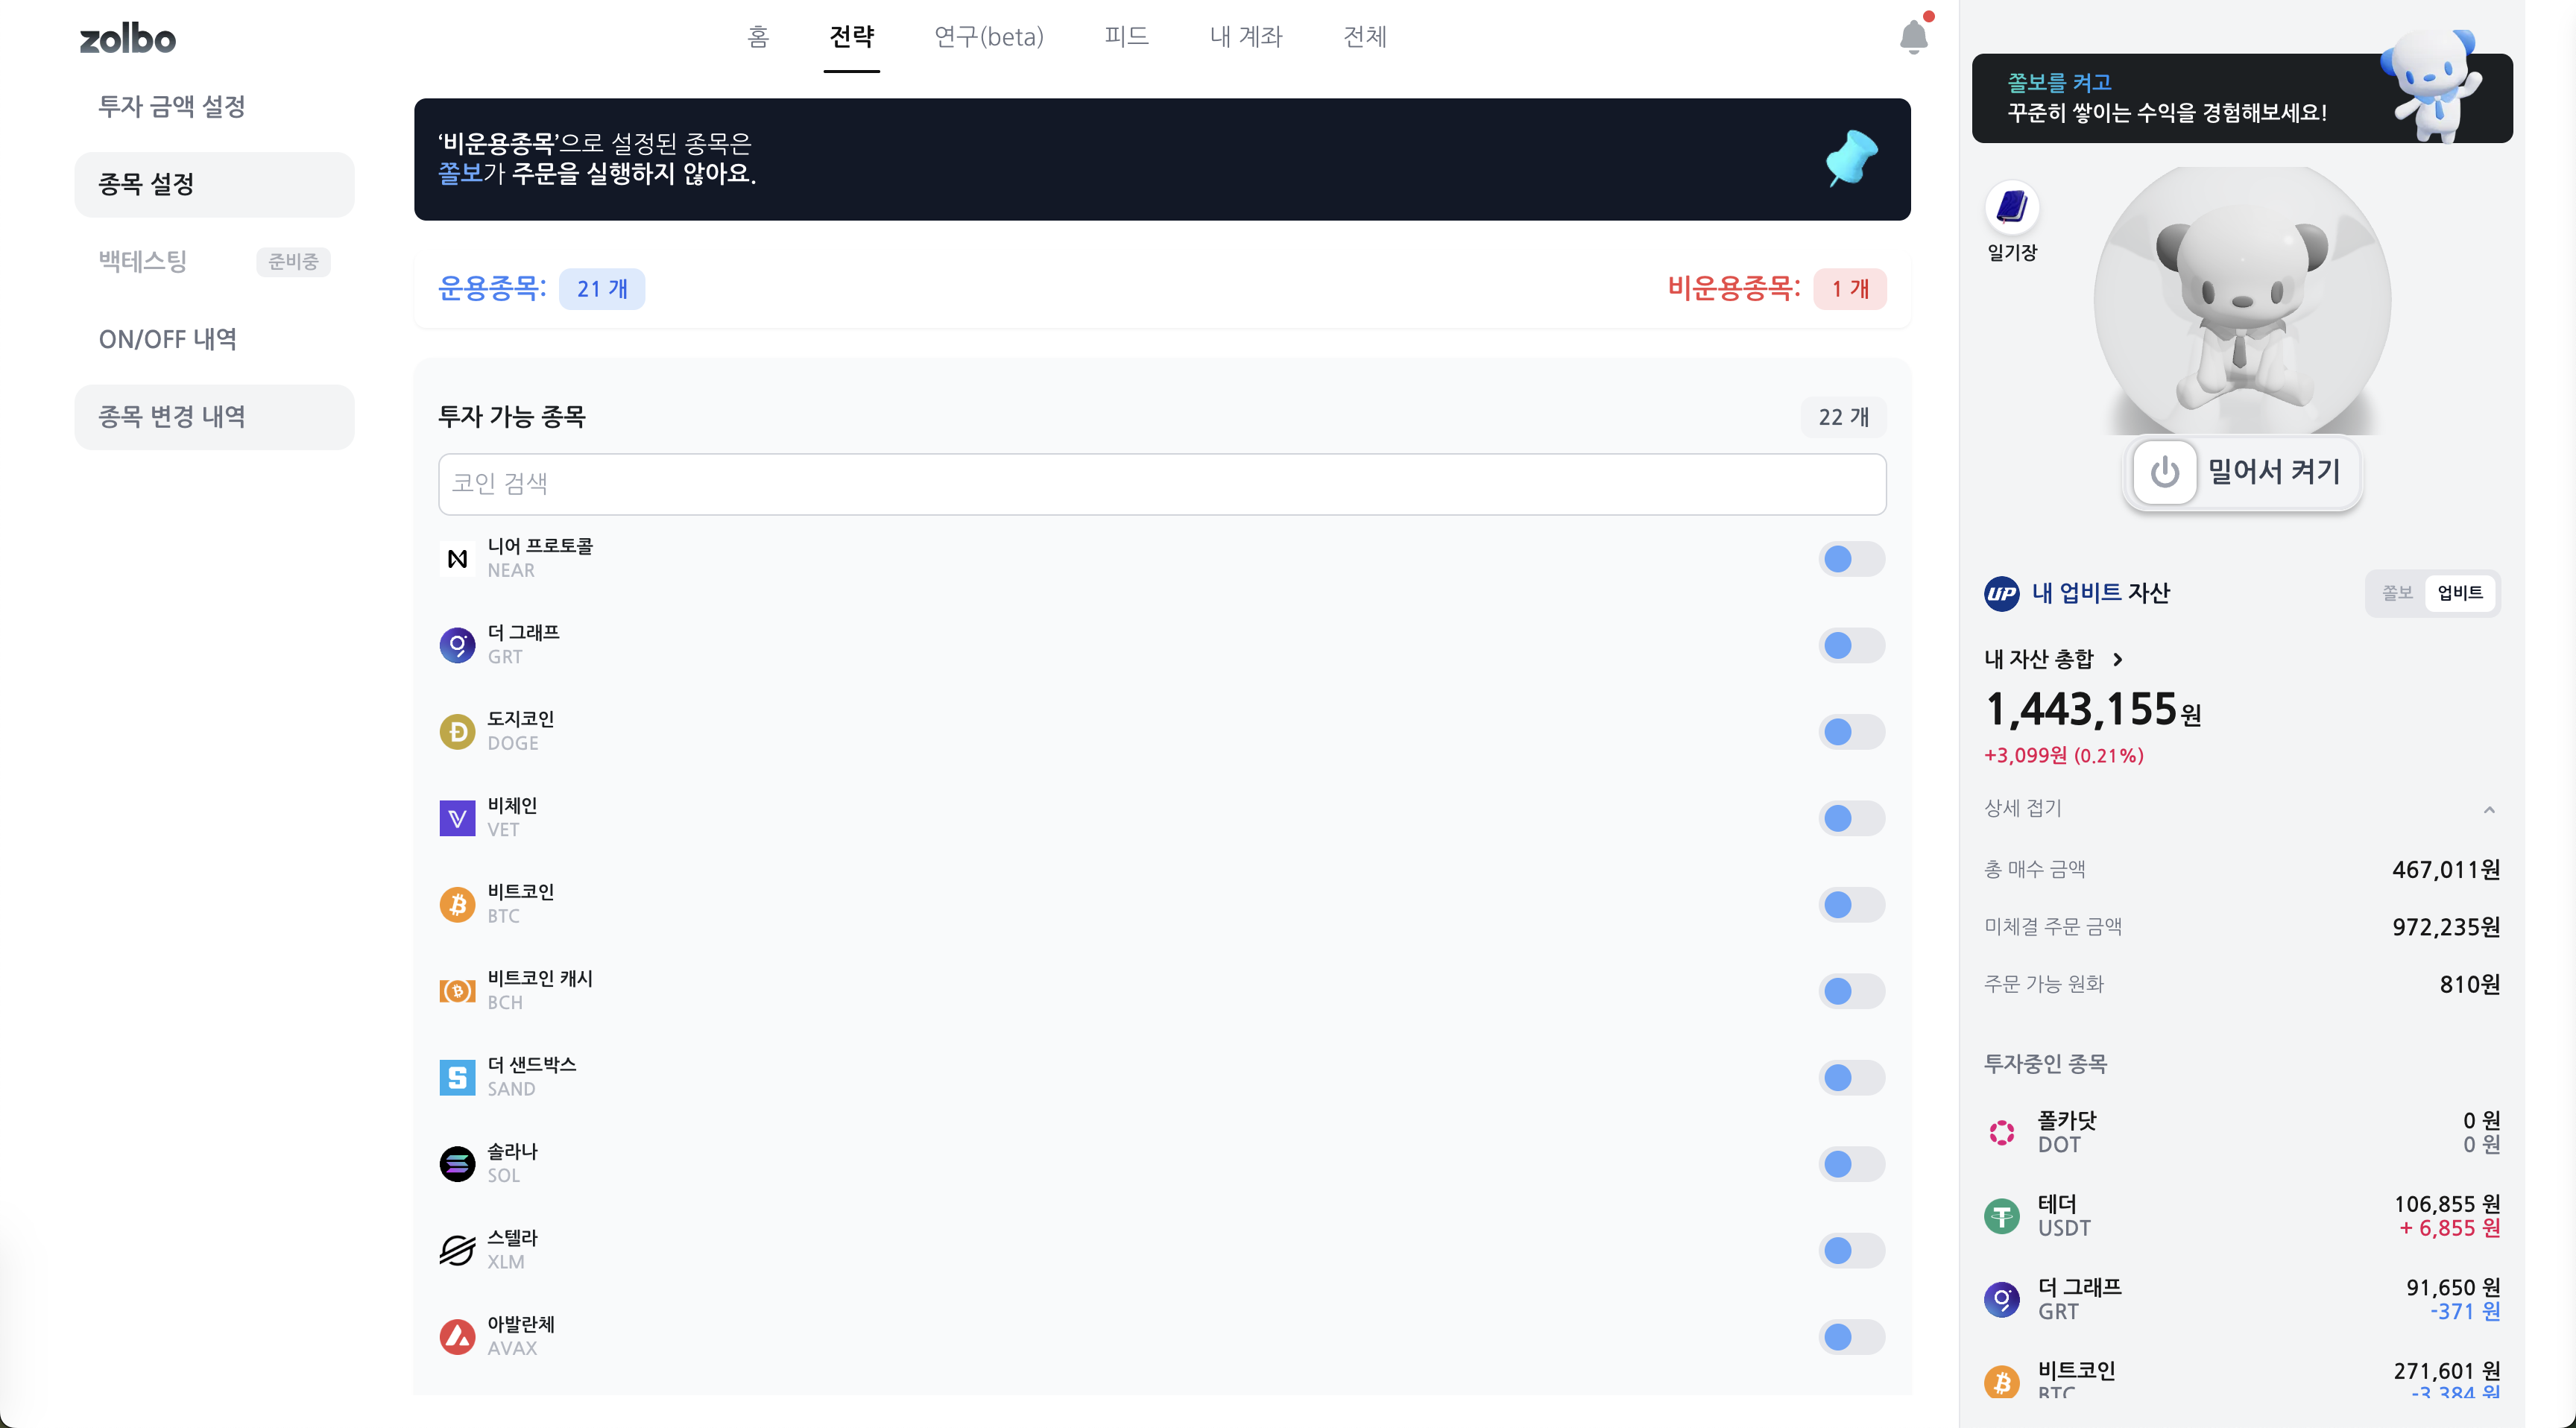 zolbo
홈
전략
연구(beta)
피드
내 계좌
전체
투자 금액 설정
종목 설정
백테스팅
준비중
ON/OFF 내역
종목 변경 내역
‘비운용종목’으로 설정된 종목은
쫄보가 주문을 실행하지 않아요.
운용종목: 21 개
비운용종목: 1 개
투자 가능 종목
22 개
코인 검색
니어 프로토콜
NEAR
더 그래프
GRT
도지코인
DOGE
비체인
VET
비트코인
BTC
비트코인 캐시
BCH
더 샌드박스
SAND
솔라나
SOL
스텔라
XLM
아발란체
AVAX
쫄보를 켜고
꾸준히 쌓이는 수익을 경험해보세요!
일기장
밀어서 켜기
UP 내 업비트 자산
쫄보
업비트
내 자산 총합
1,443,155원
+3,099원 (0.21%)
상세 접기
총 매수 금액 467,011원
미체결 주문 금액 972,235원
주문 가능 원화 810원
투자중인 종목
폴카닷 0 원
DOT 0 원
테더 106,855 원
USDT + 6,855 원
더 그래프 91,650 원
GRT -371 원
비트코인 271,601 원
BTC -3,384 원